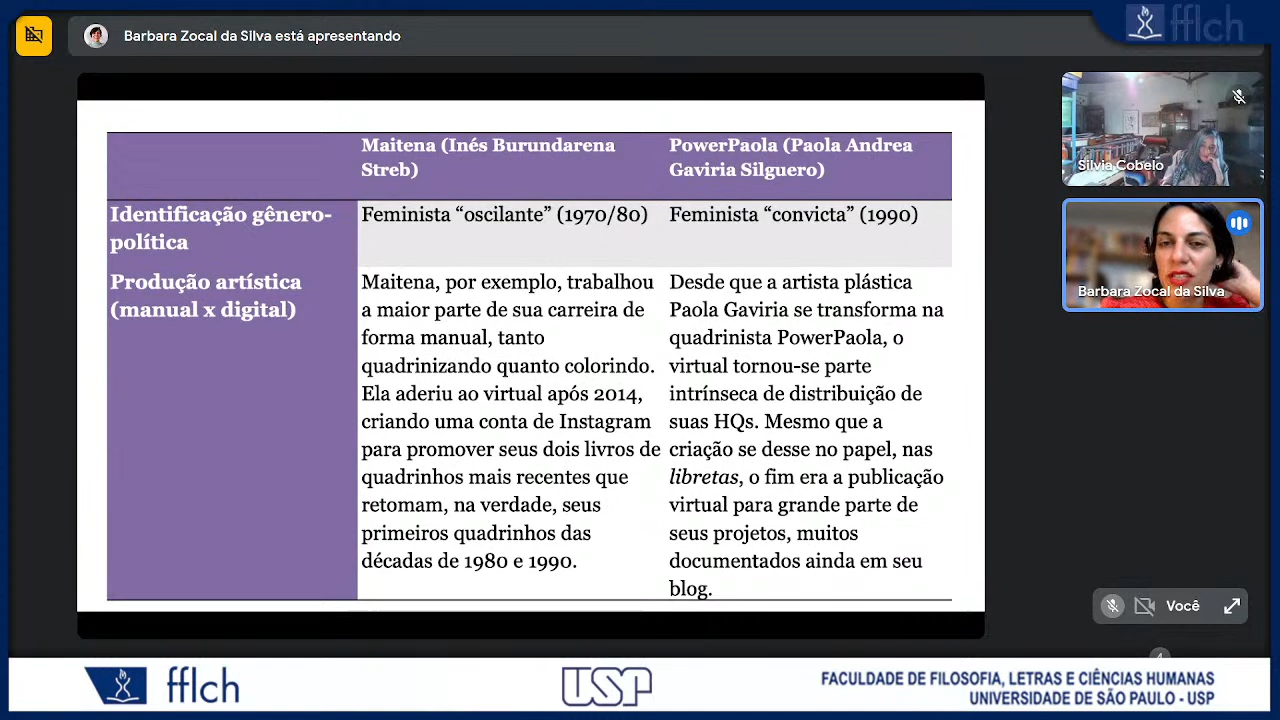 Barbara Zocal da Silva está apresentando
fflch
Maitena (Inés Burundarena
Streb)
PowerPaola (Paola Andrea
Gaviria Silguero)
Identificação gênero-
política
Feminista “oscilante” (1970/80)
Feminista “convicta” (1990)
Produção artística
(manual x digital)
Maitena, por exemplo, trabalhou
a maior parte de sua carreira de
forma manual, tanto
quadrinizando quanto colorindo.
Ela aderiu ao virtual após 2014,
criando uma conta de Instagram
para promover seus dois livros de
quadrinhos mais recentes que
retomam, na verdade, seus
primeiros quadrinhos das
décadas de 1980 e 1990.
Desde que a artista plástica
Paola Gaviria se transforma na
quadrinista PowerPaola, o
virtual tornou-se parte
intrínseca de distribuição de
suas HQs. Mesmo que a
criação se desse no papel, nas
libretas, o fim era a publicação
virtual para grande parte de
seus projetos, muitos
documentados ainda em seu
blog.
Silvia Cobelo
Barbara Zocal da Silva
Você
fflch
USP
FACULDADE DE FILOSOFIA, LETRAS E CIÊNCIAS HUMANAS
UNIVERSIDADE DE SÃO PAULO - USP